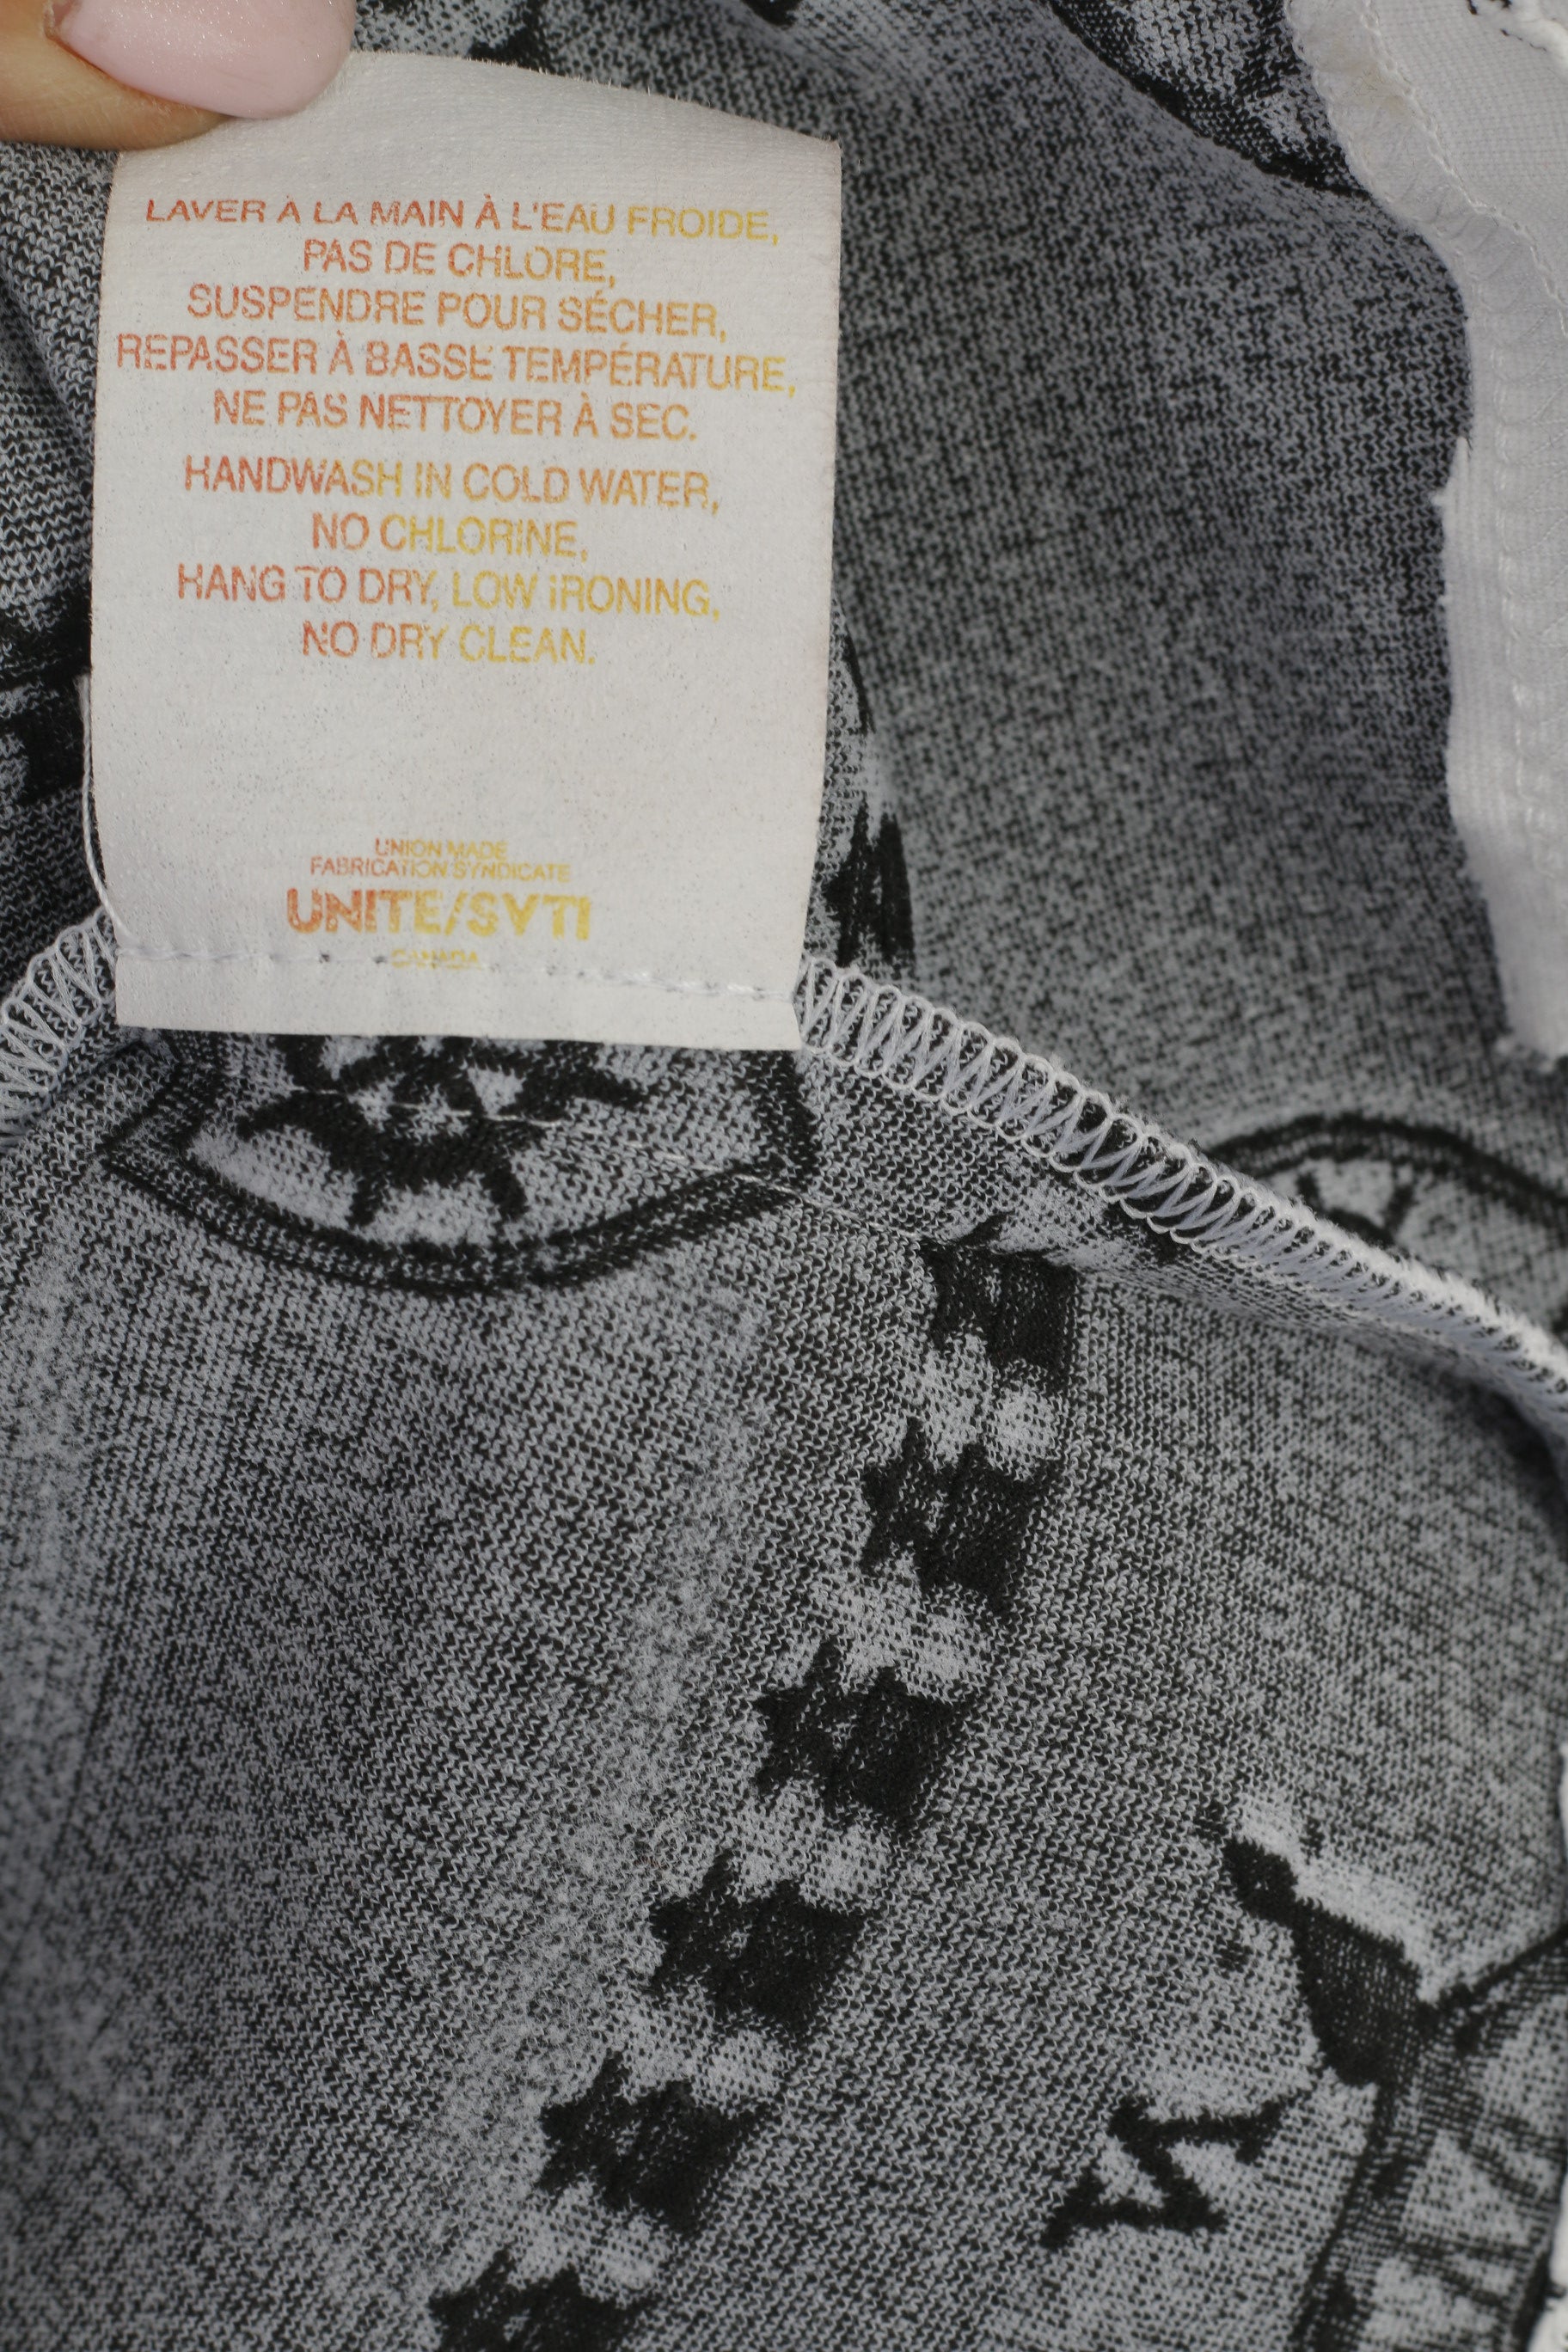 LAVER À LA MAIN À L'EAU FROIDE,
PAS DE CHLORE,
SUSPENDRE POUR SÉCHER,
REPASSER À BASSE TEMPÉRATURE,
NE PAS NETTOYER À SEC.
HANDWASH IN COLD WATER,
NO CHLORINE,
HANG TO DRY, LOW IRONING,
NO DRY CLEAN.
UNION MADE
FABRICATION SYNDICATE
UNITE/SVTI
CANADA